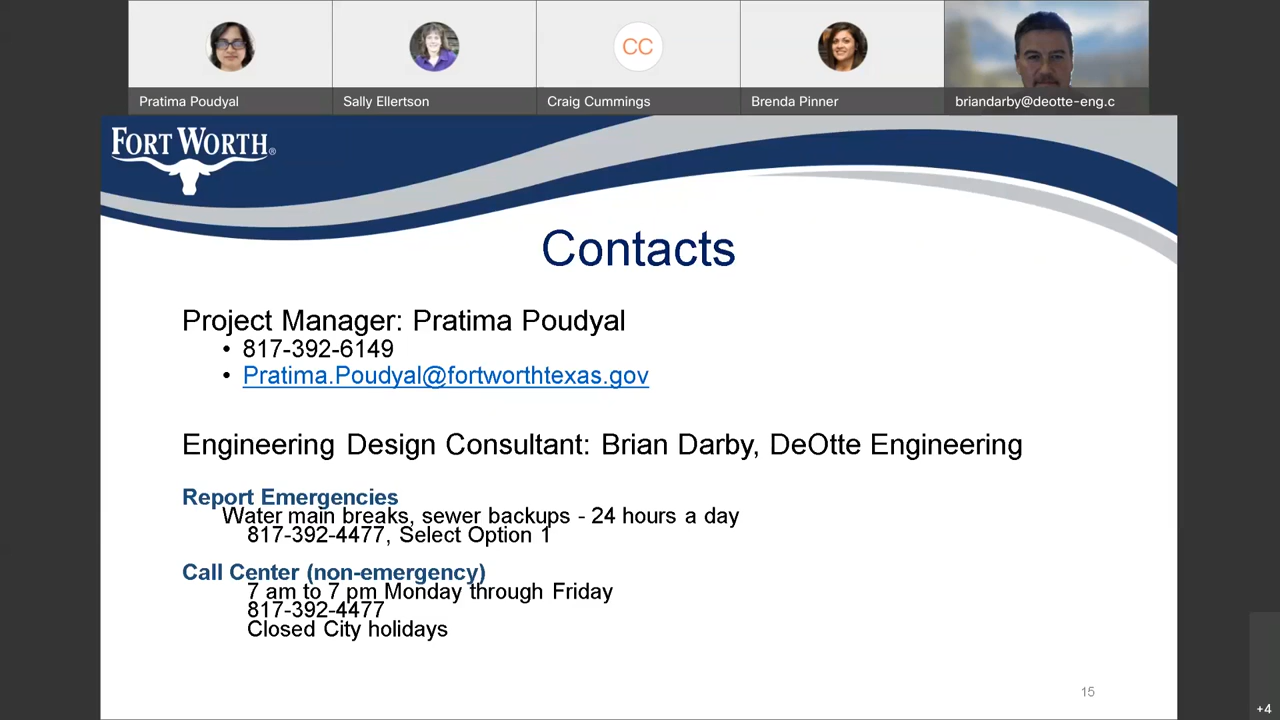 CC
Pratima Poudyal
Sally Ellertson
Craig Cummings
Brenda Pinner
briandarby@deotte-eng.c
FORT WORTH®
Contacts
Project Manager: Pratima Poudyal
• 817-392-6149
• Pratima.Poudyal@fortworthtexas.gov
Engineering Design Consultant: Brian Darby, DeOtte Engineering
Report Emergencies
Water main breaks, sewer backups - 24 hours a day
817-392-4477, Select Option 1
Call Center (non-emergency)
7 am to 7 pm Monday through Friday
817-392-4477
Closed City holidays
15
+4